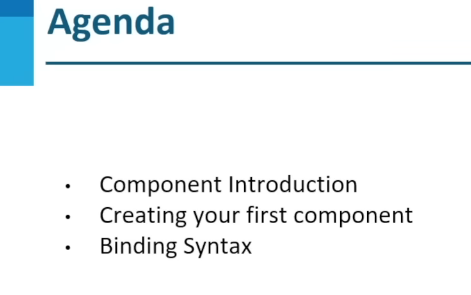 Agenda
• Component Introduction
• Creating your first component
• Binding Syntax